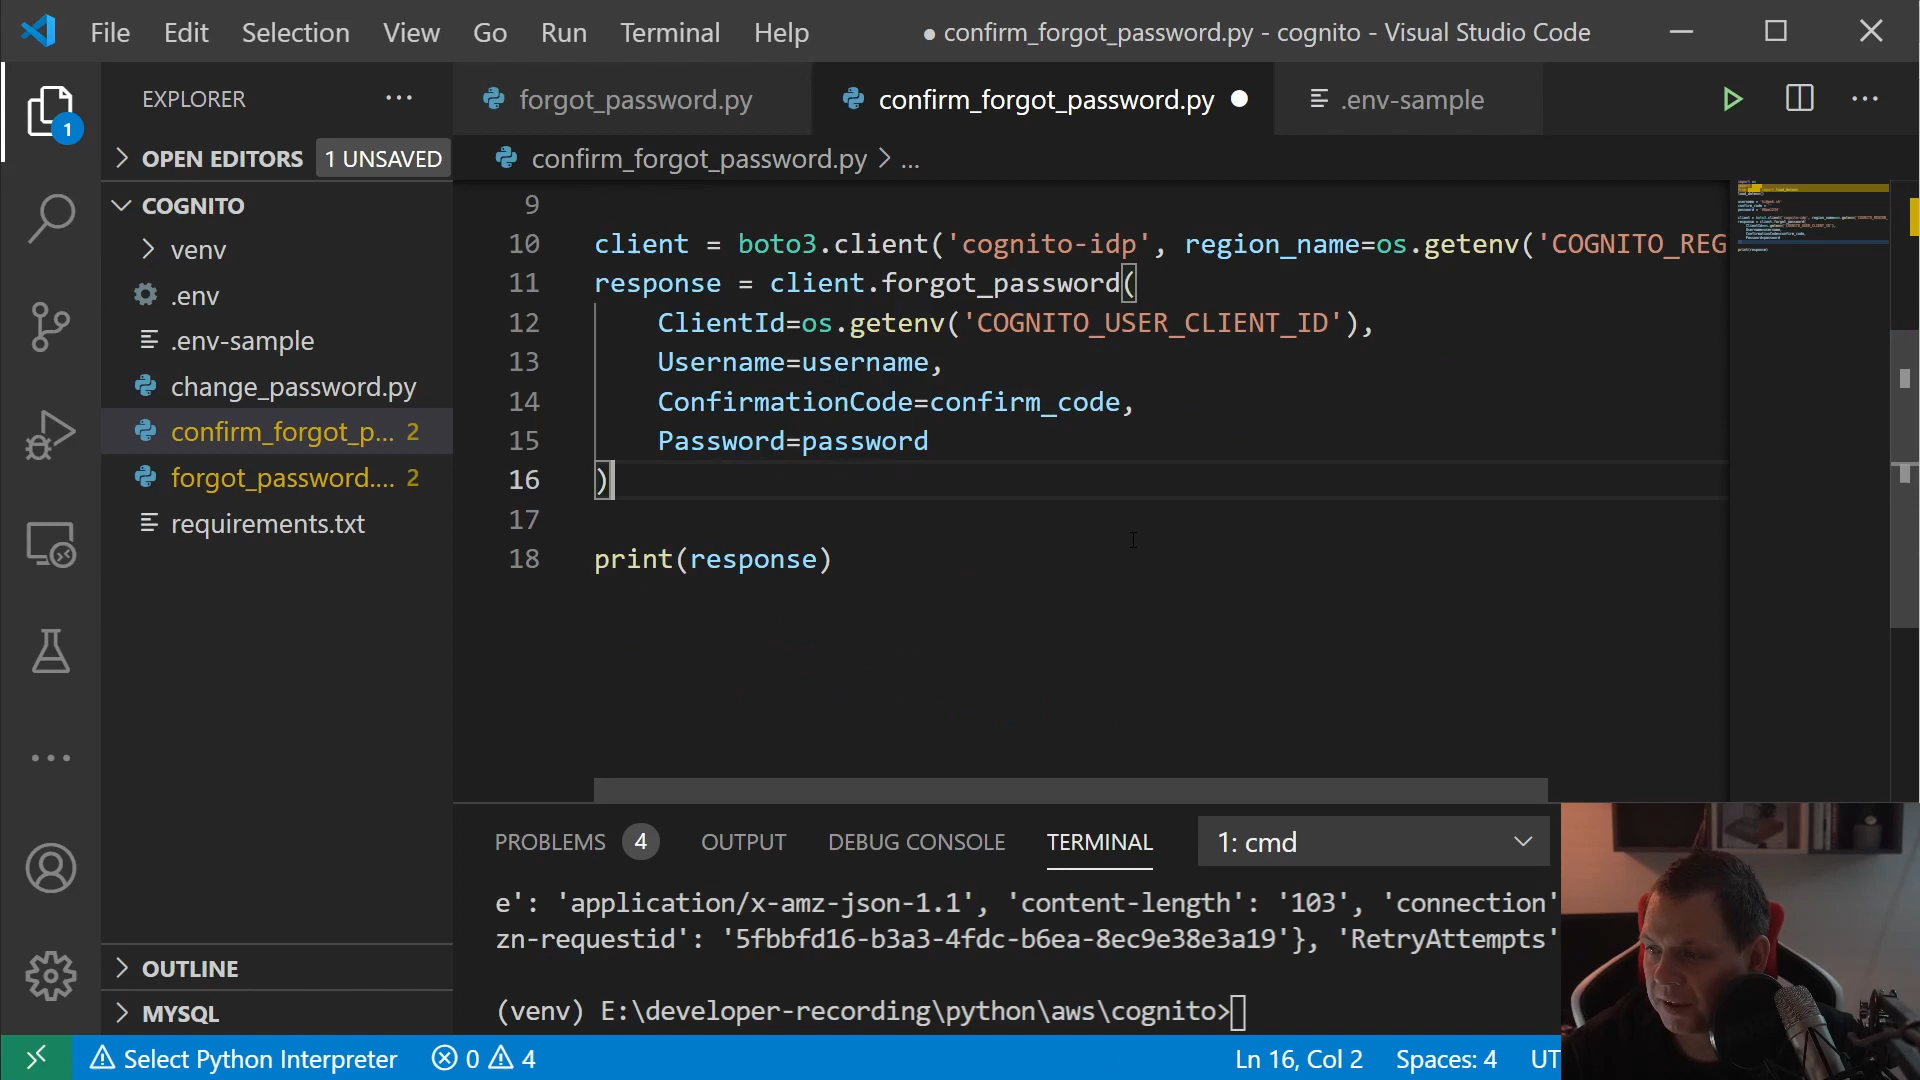 File Edit Selection View Go Run Terminal Help
● confirm_forgot_password.py - cognito - Visual Studio Code
EXPLORER
OPEN EDITORS 1 UNSAVED
COGNITO
venv
.env
.env-sample
change_password.py
confirm_forgot_p... 2
forgot_password.... 2
requirements.txt
OUTLINE
MYSQL
1
forgot_password.py confirm_forgot_password.py .env-sample
confirm_forgot_password.py > ...
9
10 client = boto3.client('cognito-idp', region_name=os.getenv('COGNITO_REG
11 response = client.forgot_password(
12 ClientId=os.getenv('COGNITO_USER_CLIENT_ID'),
13 Username=username,
14 ConfirmationCode=confirm_code,
15 Password=password
16 )
17
18 print(response)
PROBLEMS 4 OUTPUT DEBUG CONSOLE TERMINAL 1: cmd
e': 'application/x-amz-json-1.1', 'content-length': '103', 'connection'
zn-requestid': '5fbbfd16-b3a3-4fdc-b6ea-8ec9e38e3a19'}, 'RetryAttempts'
(venv) E:\developer-recording\python\aws\cognito>
Select Python Interpreter 0 4 Ln 16, Col 2 Spaces: 4 UT